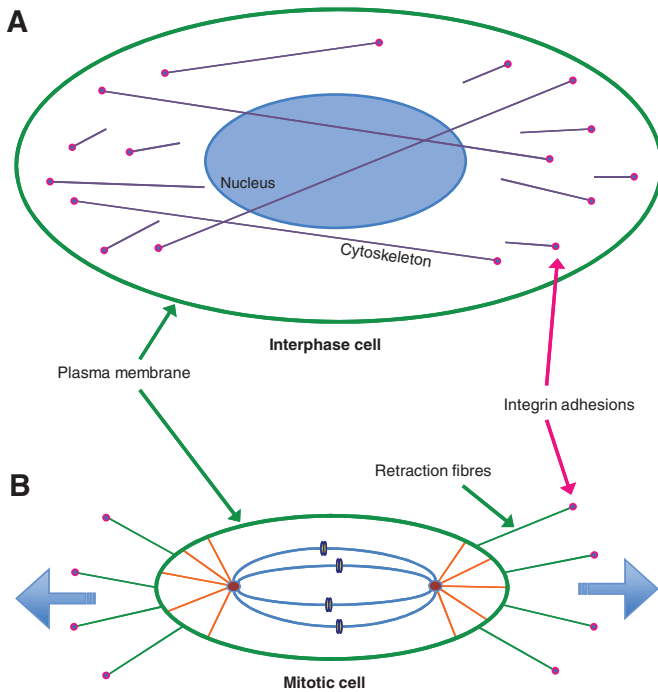 A
Nucleus
Cytoskeleton
Interphase cell
Plasma membrane
Integrin adhesions
Retraction fibres
B
Mitotic cell